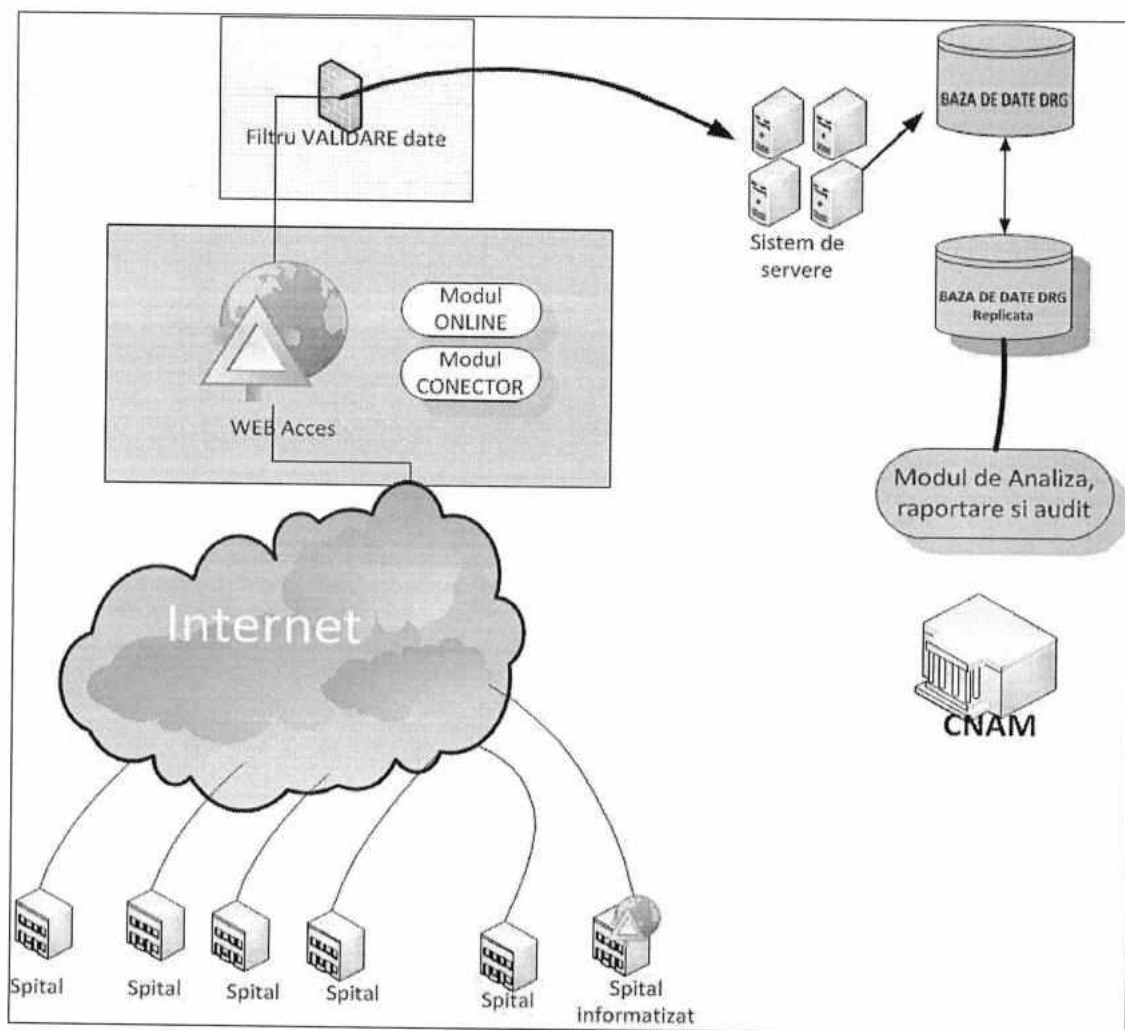 Filtru VALIDARE date
BAZA DE DATE DRG
Sistem de
servere
BAZA DE DATE DRG
Replicata
Modul
ONLINE
Modul
CONECTOR
WEB Acces
Modul de Analiza,
raportare si audit
Internet
CNAM
Spital
Spital
Spital
Spital
Spital
Spital
informatizat